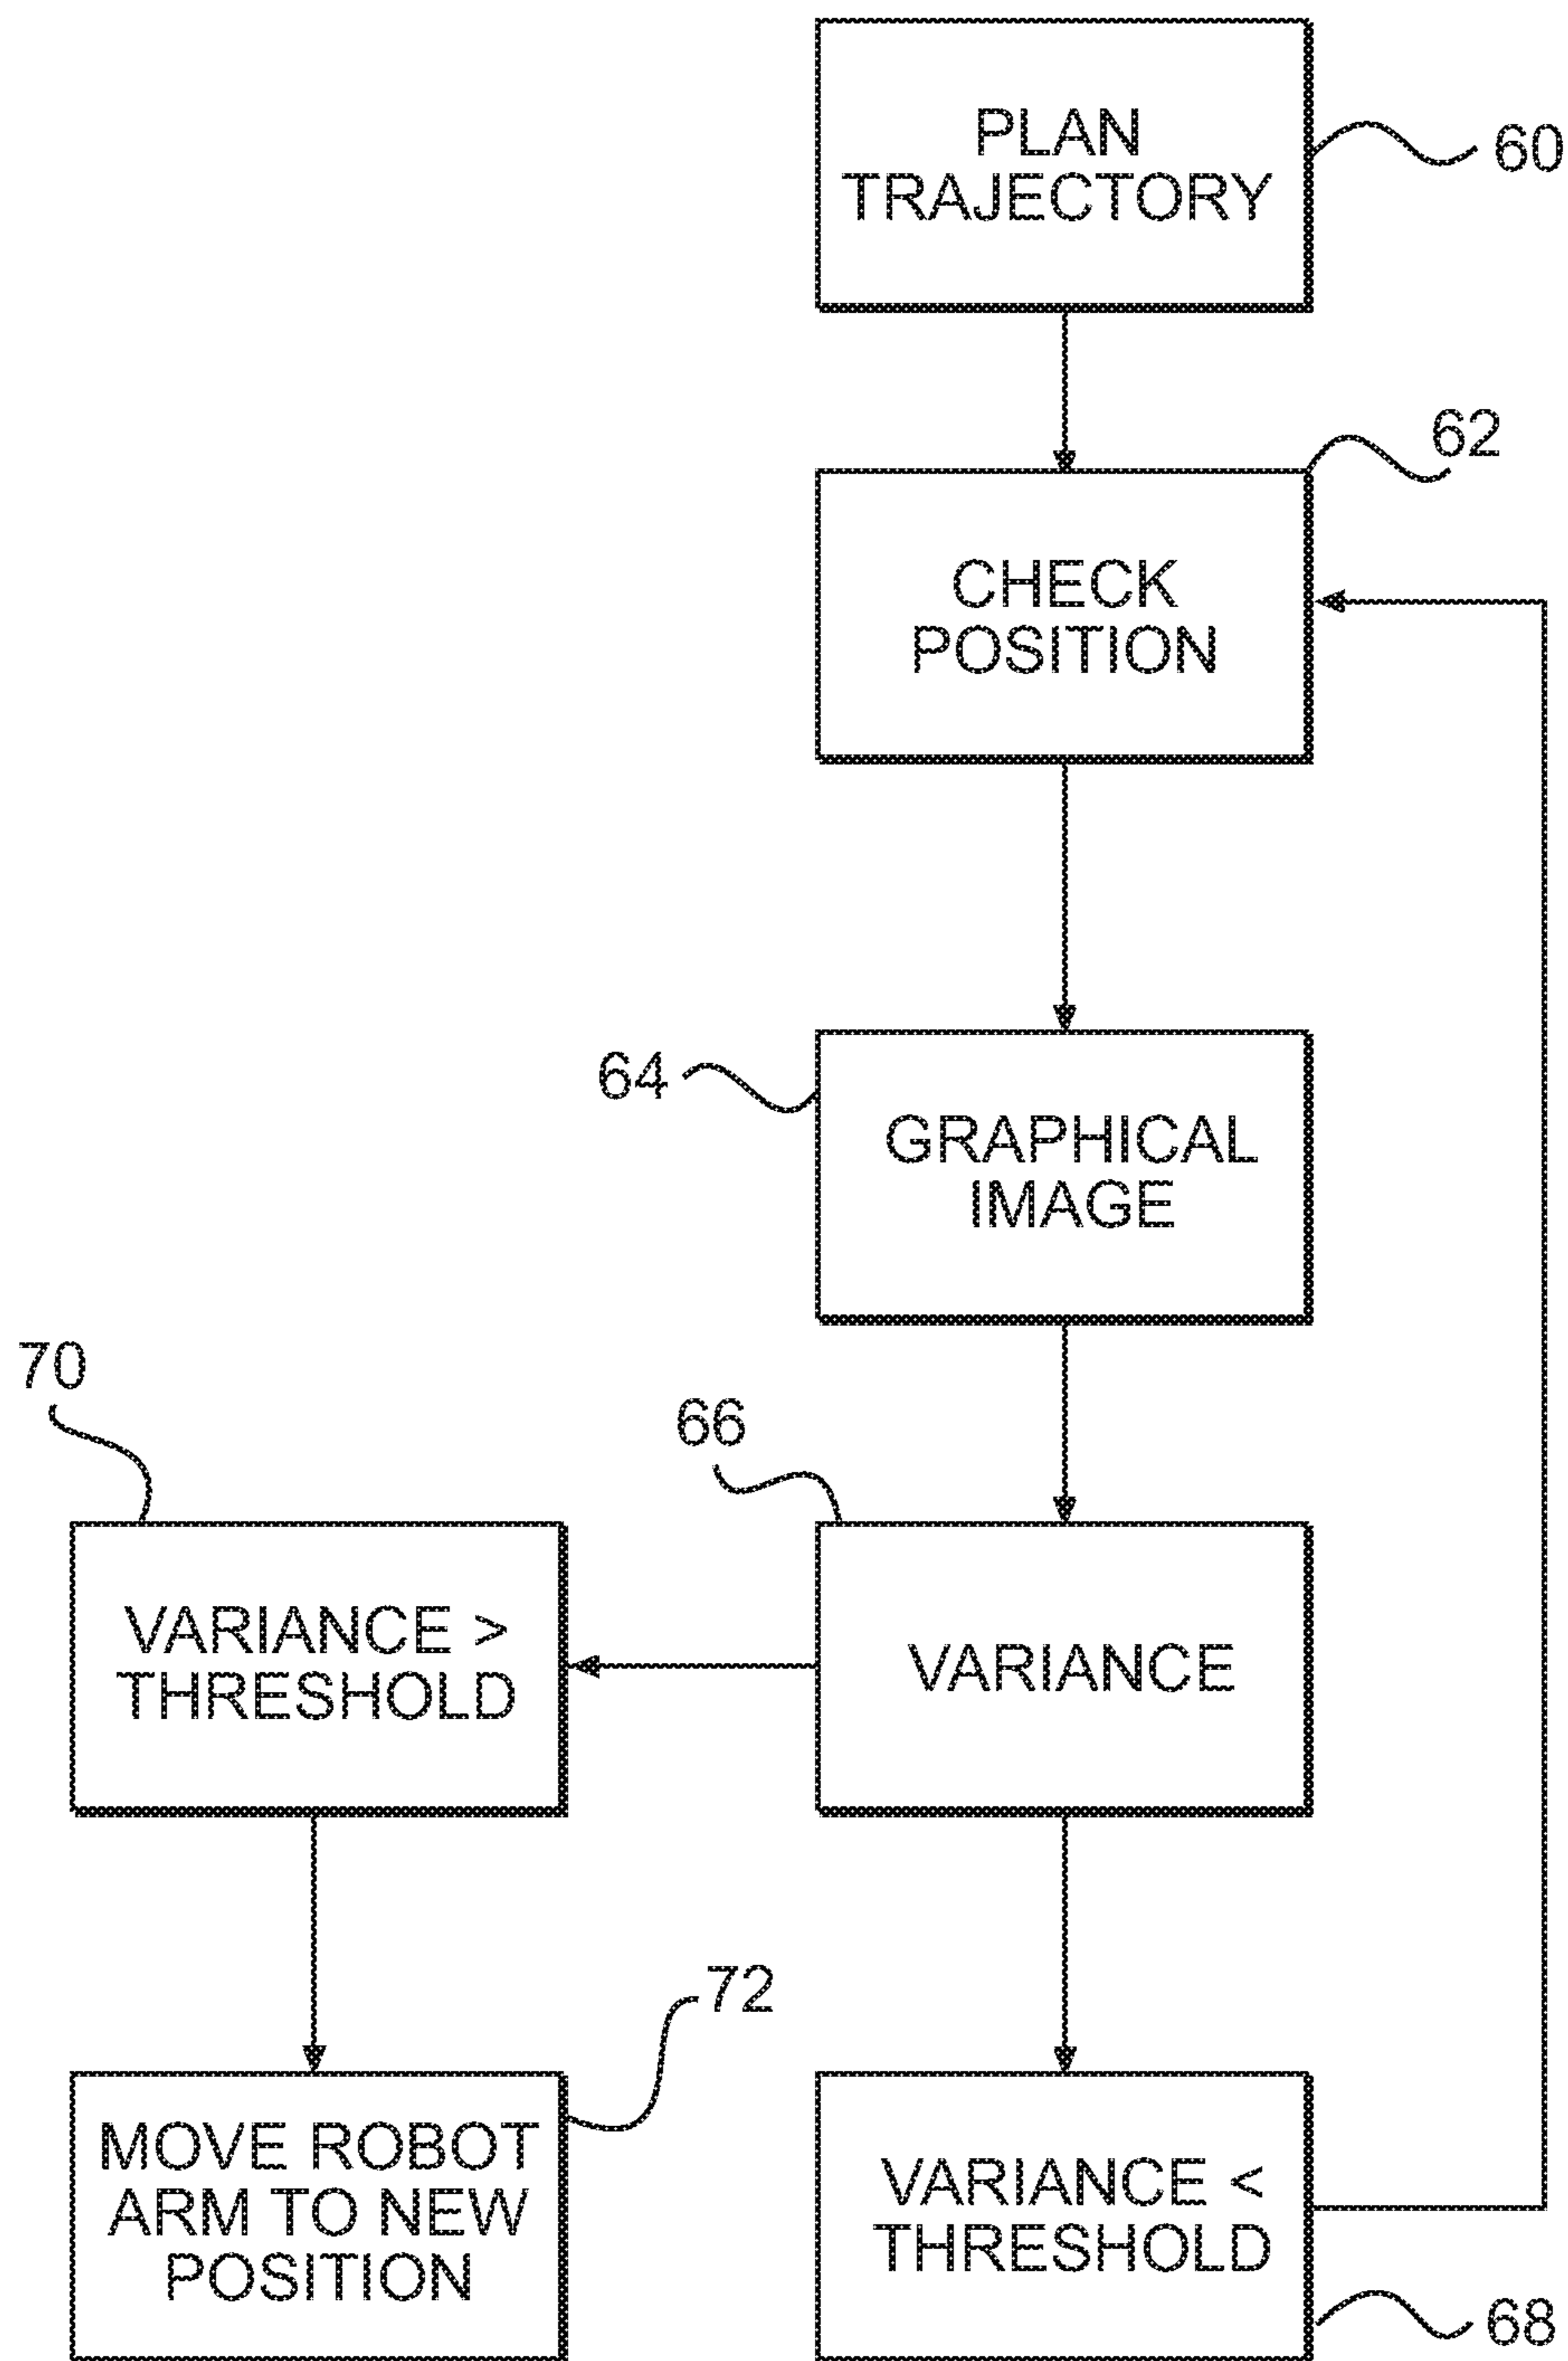 PLAN
TRAJECTORY
60
62
CHECK
POSITION
64
GRAPHICAL
IMAGE
70
66
VARIANCE >
THRESHOLD
VARIANCE
72
MOVE ROBOT
ARM TO NEW
POSITION
VARIANCE <
THRESHOLD
68